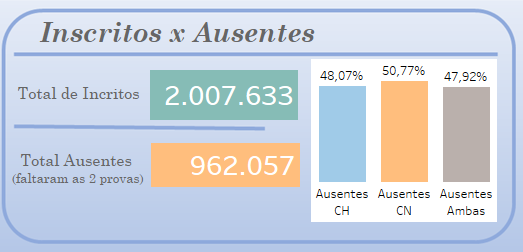 Inscritos x Ausentes
Total de Incritos
2.007.633
Total Ausentes
(faltaram as 2 provas)
962.057
48,07%
50,77%
47,92%
Ausentes
CH
Ausentes
CN
Ausentes
Ambas